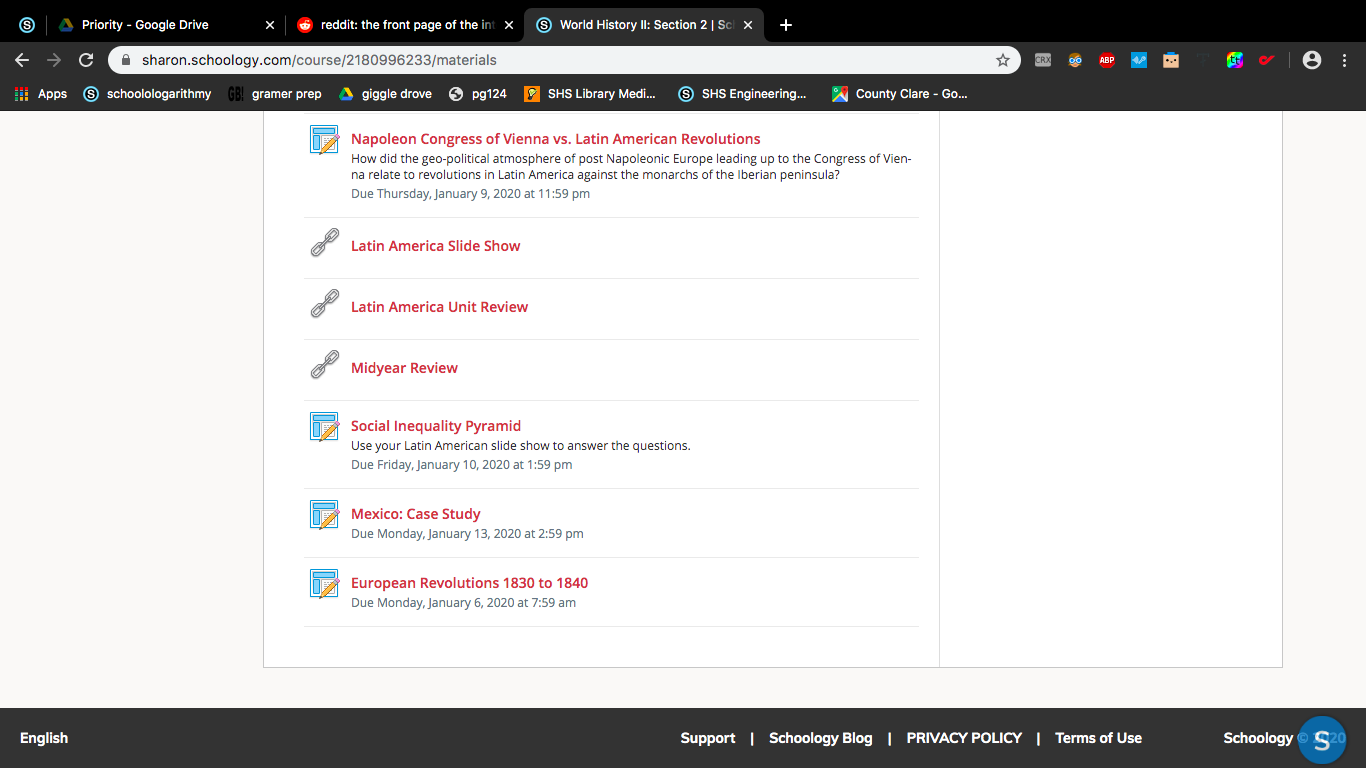 Priority - Google Drive
reddit: the front page of the int
World History II: Section 2 | Sc
sharon.schoology.com/course/2180996233/materials
CRX
ABP
Apps
schoolologarithmy
GB!
gramer prep
giggle drove
pg124
SHS Library Medi...
SHS Engineering...
County Clare - Go...
Napoleon Congress of Vienna vs. Latin American Revolutions
How did the geo-political atmosphere of post Napoleonic Europe leading up to the Congress of Vien-
na relate to revolutions in Latin America against the monarchs of the Iberian peninsula?
Due Thursday, January 9, 2020 at 11:59 pm
Latin America Slide Show
Latin America Unit Review
Midyear Review
Social Inequality Pyramid
Use your Latin American slide show to answer the questions.
Due Friday, January 10, 2020 at 1:59 pm
Mexico: Case Study
Due Monday, January 13, 2020 at 2:59 pm
European Revolutions 1830 to 1840
Due Monday, January 6, 2020 at 7:59 am
English
Support | Schoology Blog | PRIVACY POLICY | Terms of Use
Schoology ©
S